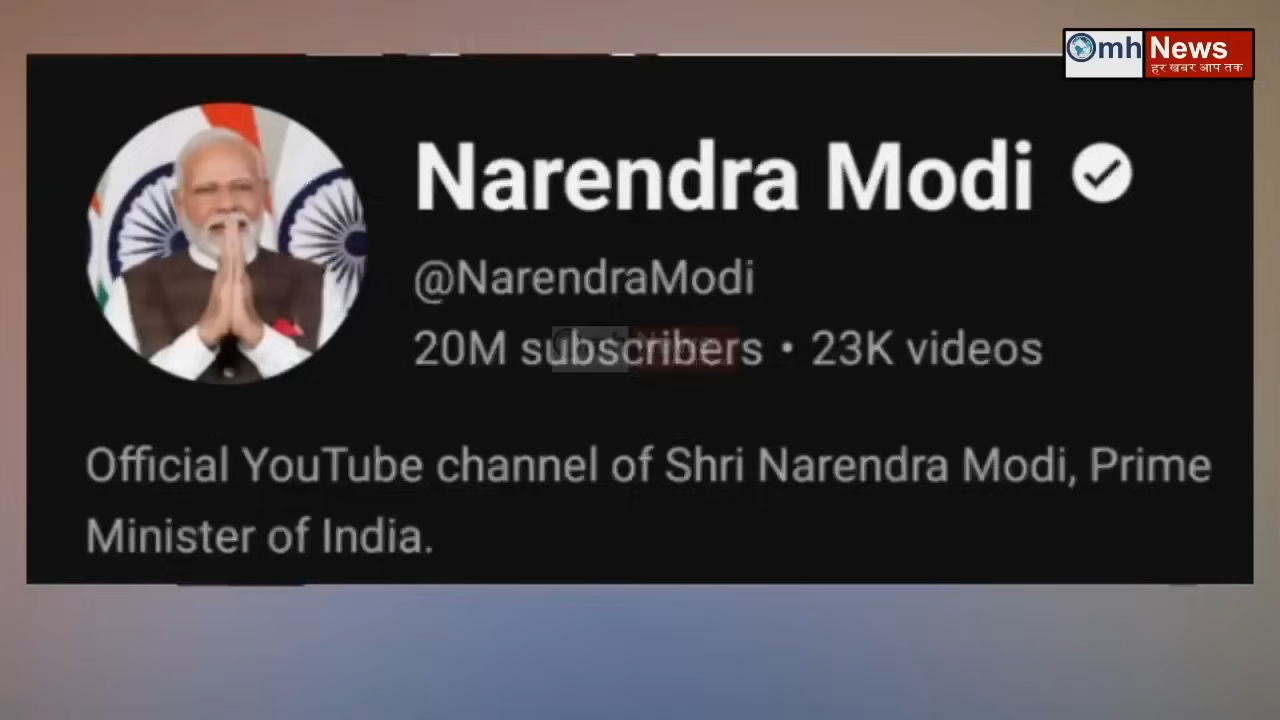 Omh News
हर खबर आप तक
Narendra Modi
@NarendraModi
20M subscribers • 23K videos
Official YouTube channel of Shri Narendra Modi, Prime
Minister of India.